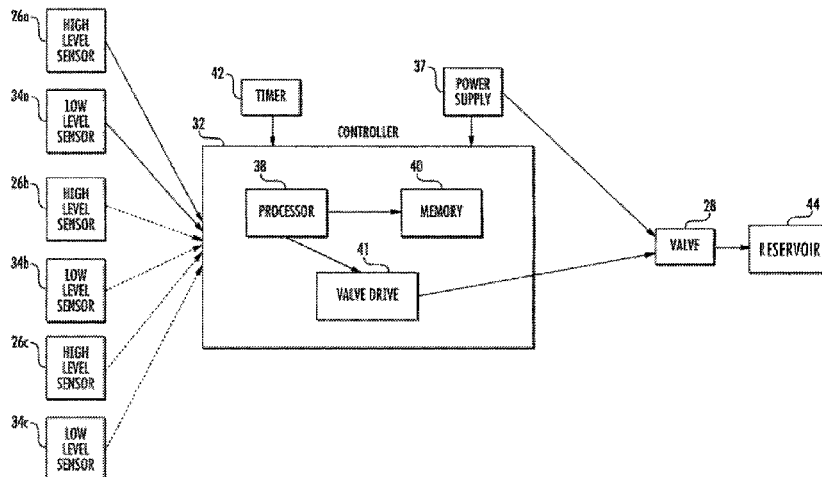 26a
HIGH
LEVEL
SENSOR
34a
LOW
LEVEL
SENSOR
26b
HIGH
LEVEL
SENSOR
34b
LOW
LEVEL
SENSOR
26c
HIGH
LEVEL
SENSOR
34c
LOW
LEVEL
SENSOR
42
TIMER
37
POWER
SUPPLY
32
CONTROLLER
38
PROCESSOR
40
MEMORY
41
VALVE DRIVE
28
VALVE
44
RESERVOIR